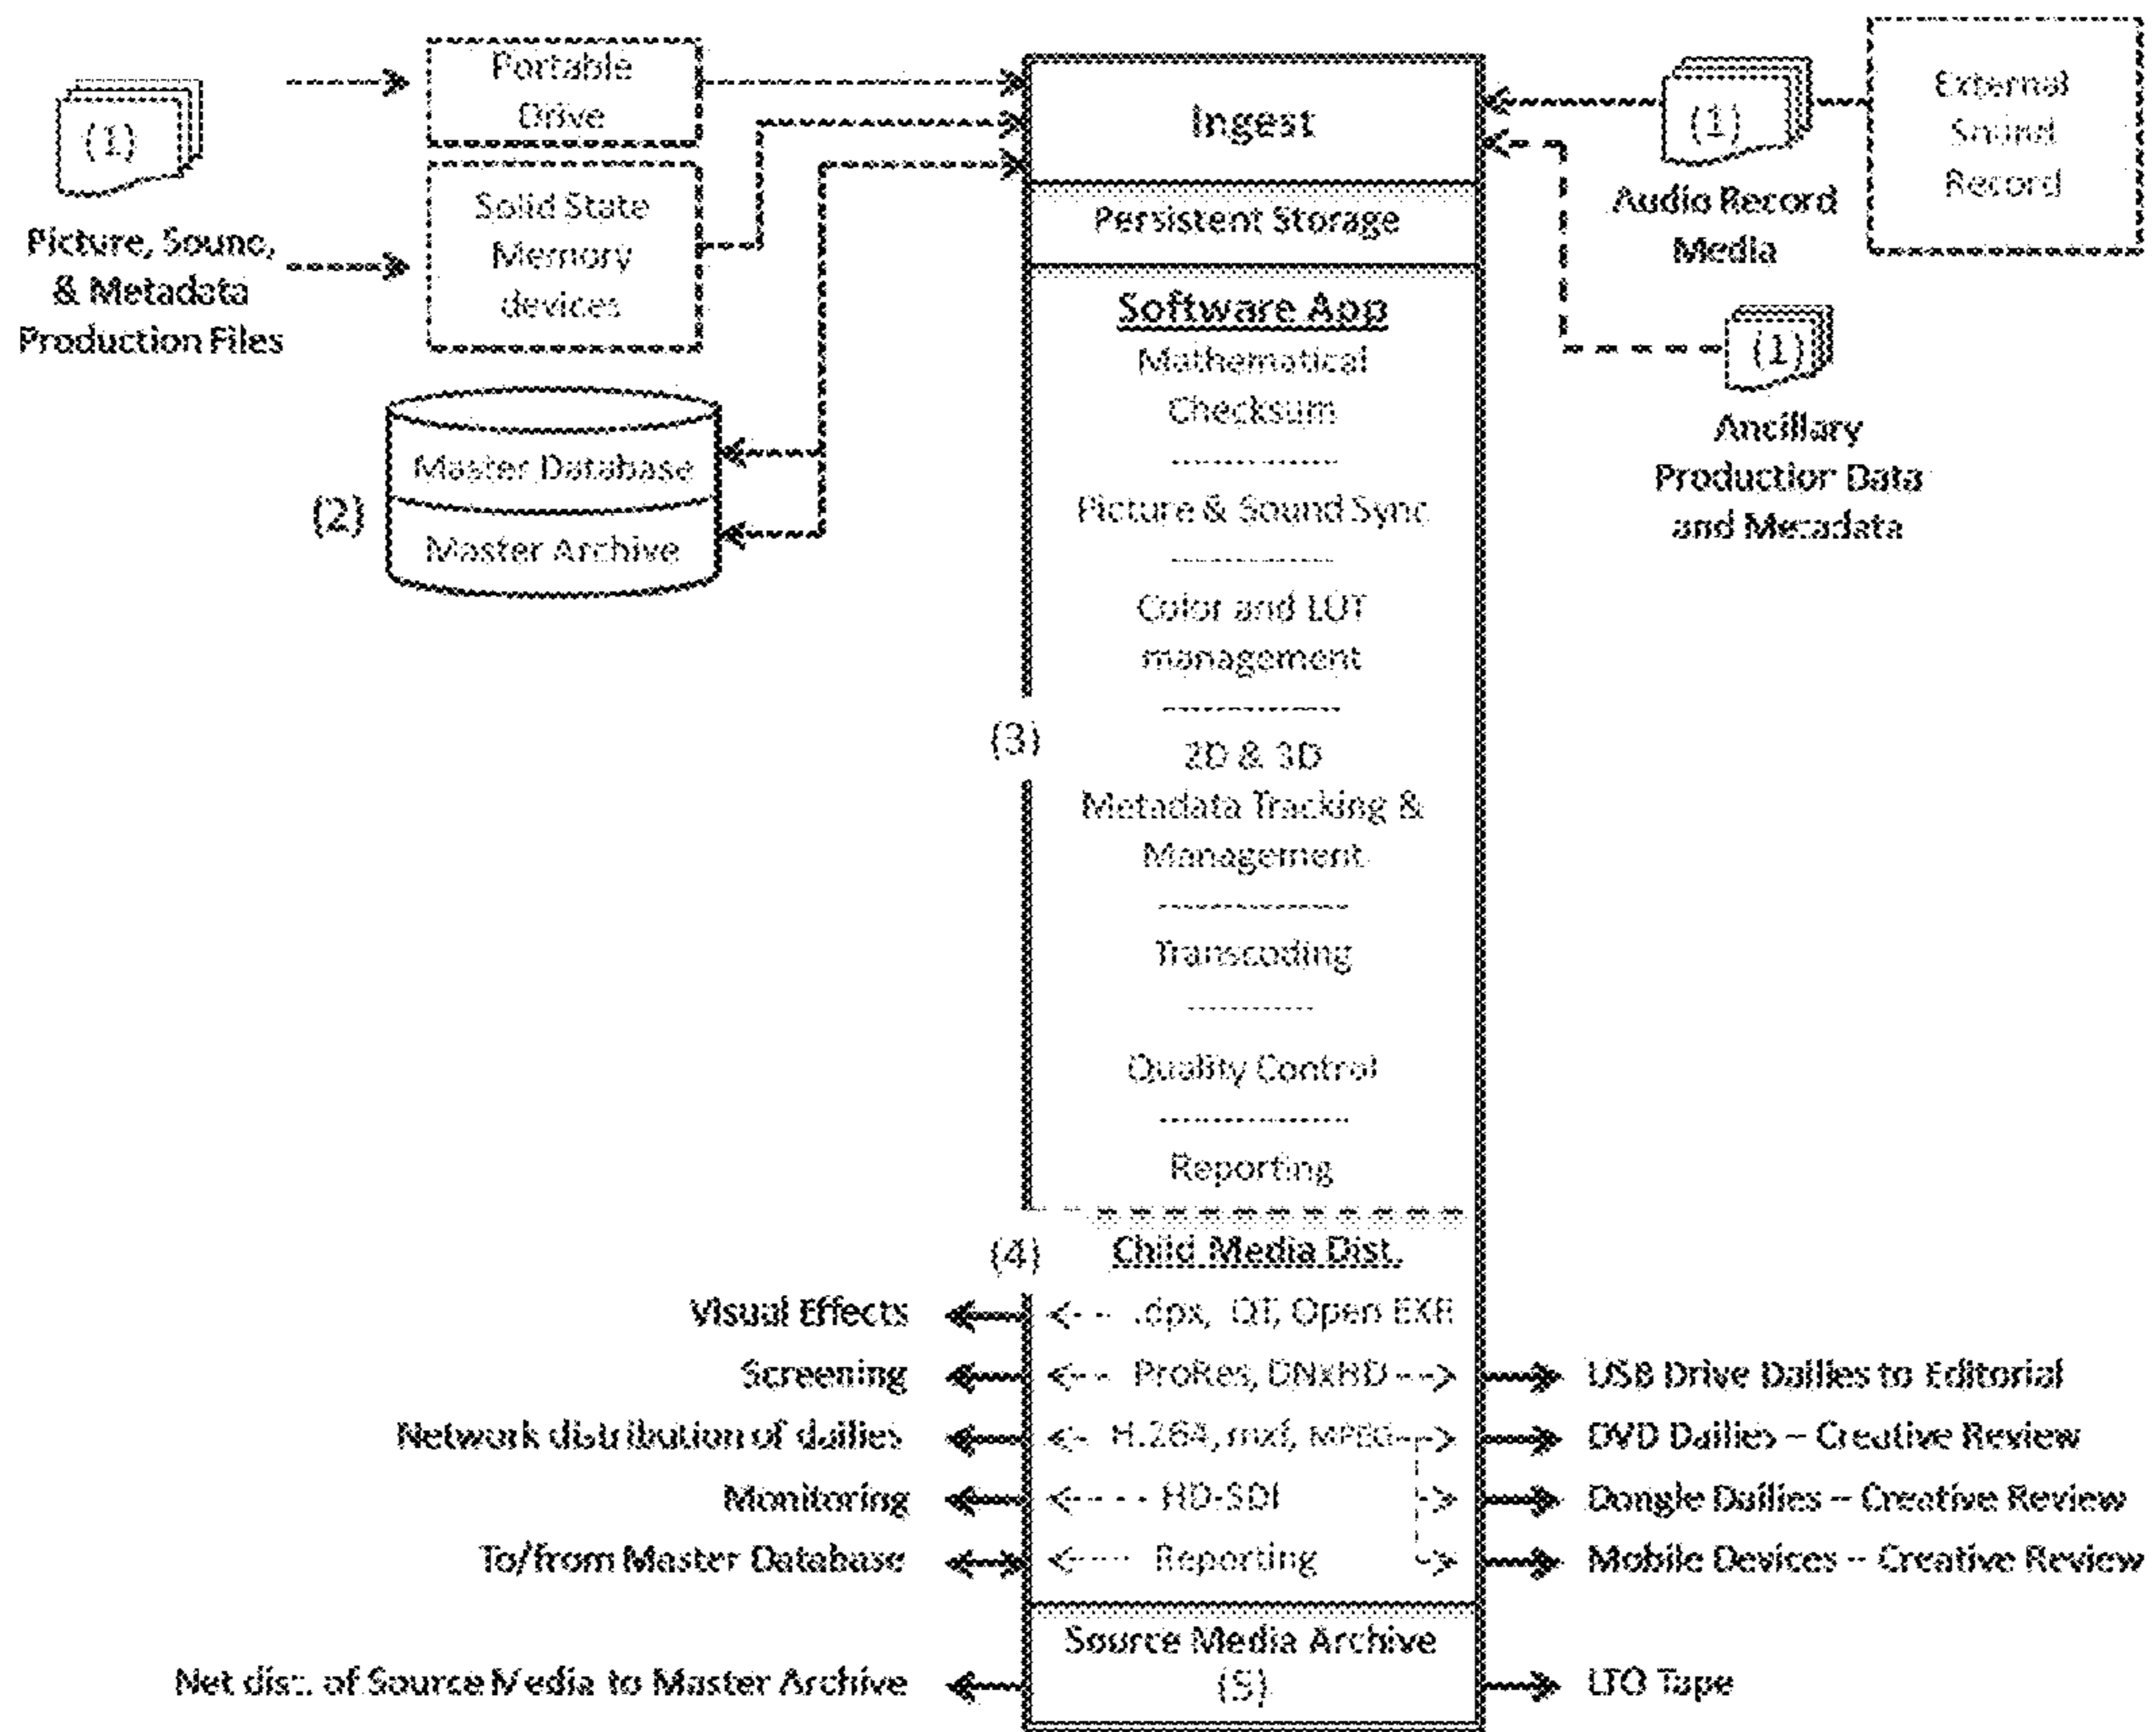 (1)
Picture, Sound,
& Metadata
Production Files
Portable
Drive
Solid State
Memory
devices
(2)
Master Database
Master Archive
Ingest
Persistent Storage
Software App
Mathematical
Checksum
Picture & Sound Sync
Color and LUT
management
(3)
2D & 3D
Metadata Tracking &
Management
Transcoding
Quality Control
Reporting
(1)
Audio Record
Media
External
Sound
Record
(1)
Ancillary
Production Data
and Metadata
(4)
Child Media Dist.
Visual Effects
.dpx, QT, Open EXR
Screening
ProRes, DNxHD
USB Drive Dailies to Editorial
Network distribution of dailies
H.264, mxf, MPEG
DVD Dailies – Creative Review
Monitoring
HD-SDI
Dongle Dailies – Creative Review
To/from Master Database
Reporting
Mobile Devices – Creative Review
Source Media Archive
(5)
Net dist. of Source Media to Master Archive
LTO Tape